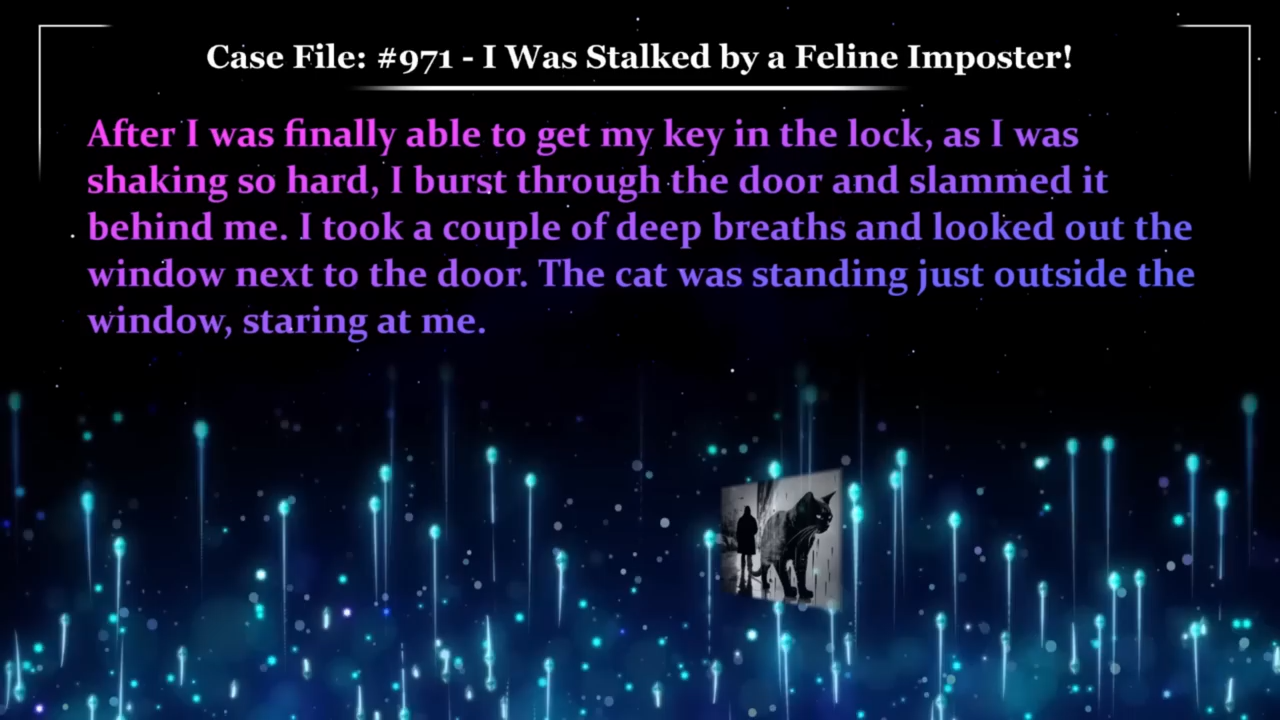 Case File: #971 - I Was Stalked by a Feline Imposter!
After I was finally able to get my key in the lock, as I was
shaking so hard, I burst through the door and slammed it
behind me. I took a couple of deep breaths and looked out the
window next to the door. The cat was standing just outside the
window, staring at me.